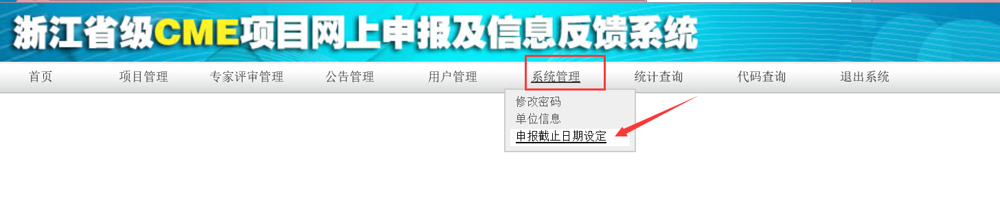 浙江省级CME项目网上申报及信息反馈系统
首页 项目管理 专家评审管理 公告管理 用户管理 系统管理 统计查询 代码查询 退出系统
修改密码
单位信息
申报截止日期设定